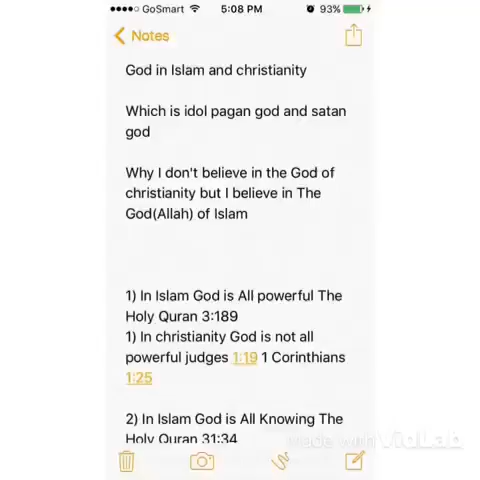 GoSmart 5:08 PM 93%
Notes
God in Islam and christianity
Which is idol pagan god and satan
god
Why I don't believe in the God of
christianity but I believe in The
God(Allah) of Islam
1) In Islam God is All powerful The
Holy Quran 3:189
1) In christianity God is not all
powerful judges 1:19 1 Corinthians
1:25
2) In Islam God is All Knowing The
Holy Quran 31:34
Made with VidLab